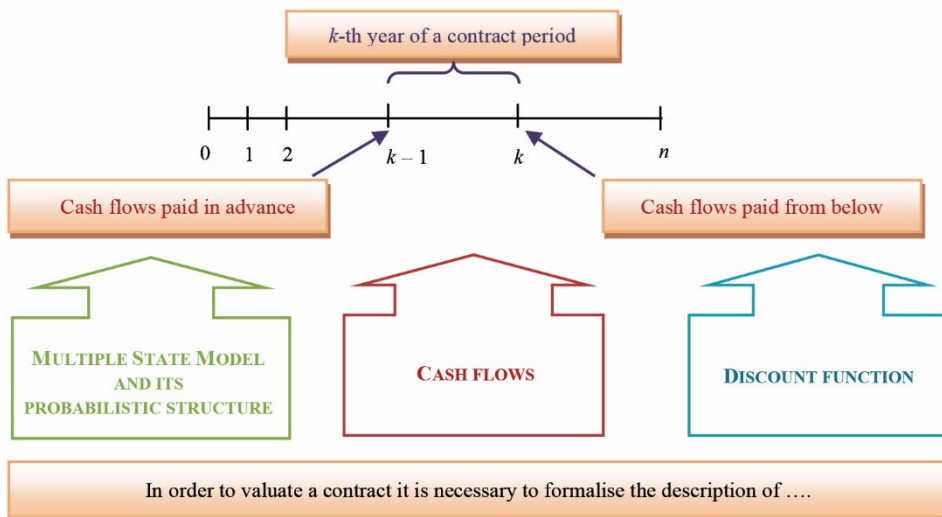 k-th year of a contract period
0 1 2 k – 1 k n
Cash flows paid in advance
Cash flows paid from below
MULTIPLE STATE MODEL
AND ITS
PROBABILISTIC STRUCTURE
CASH FLOWS
DISCOUNT FUNCTION
In order to valuate a contract it is necessary to formalise the description of ….